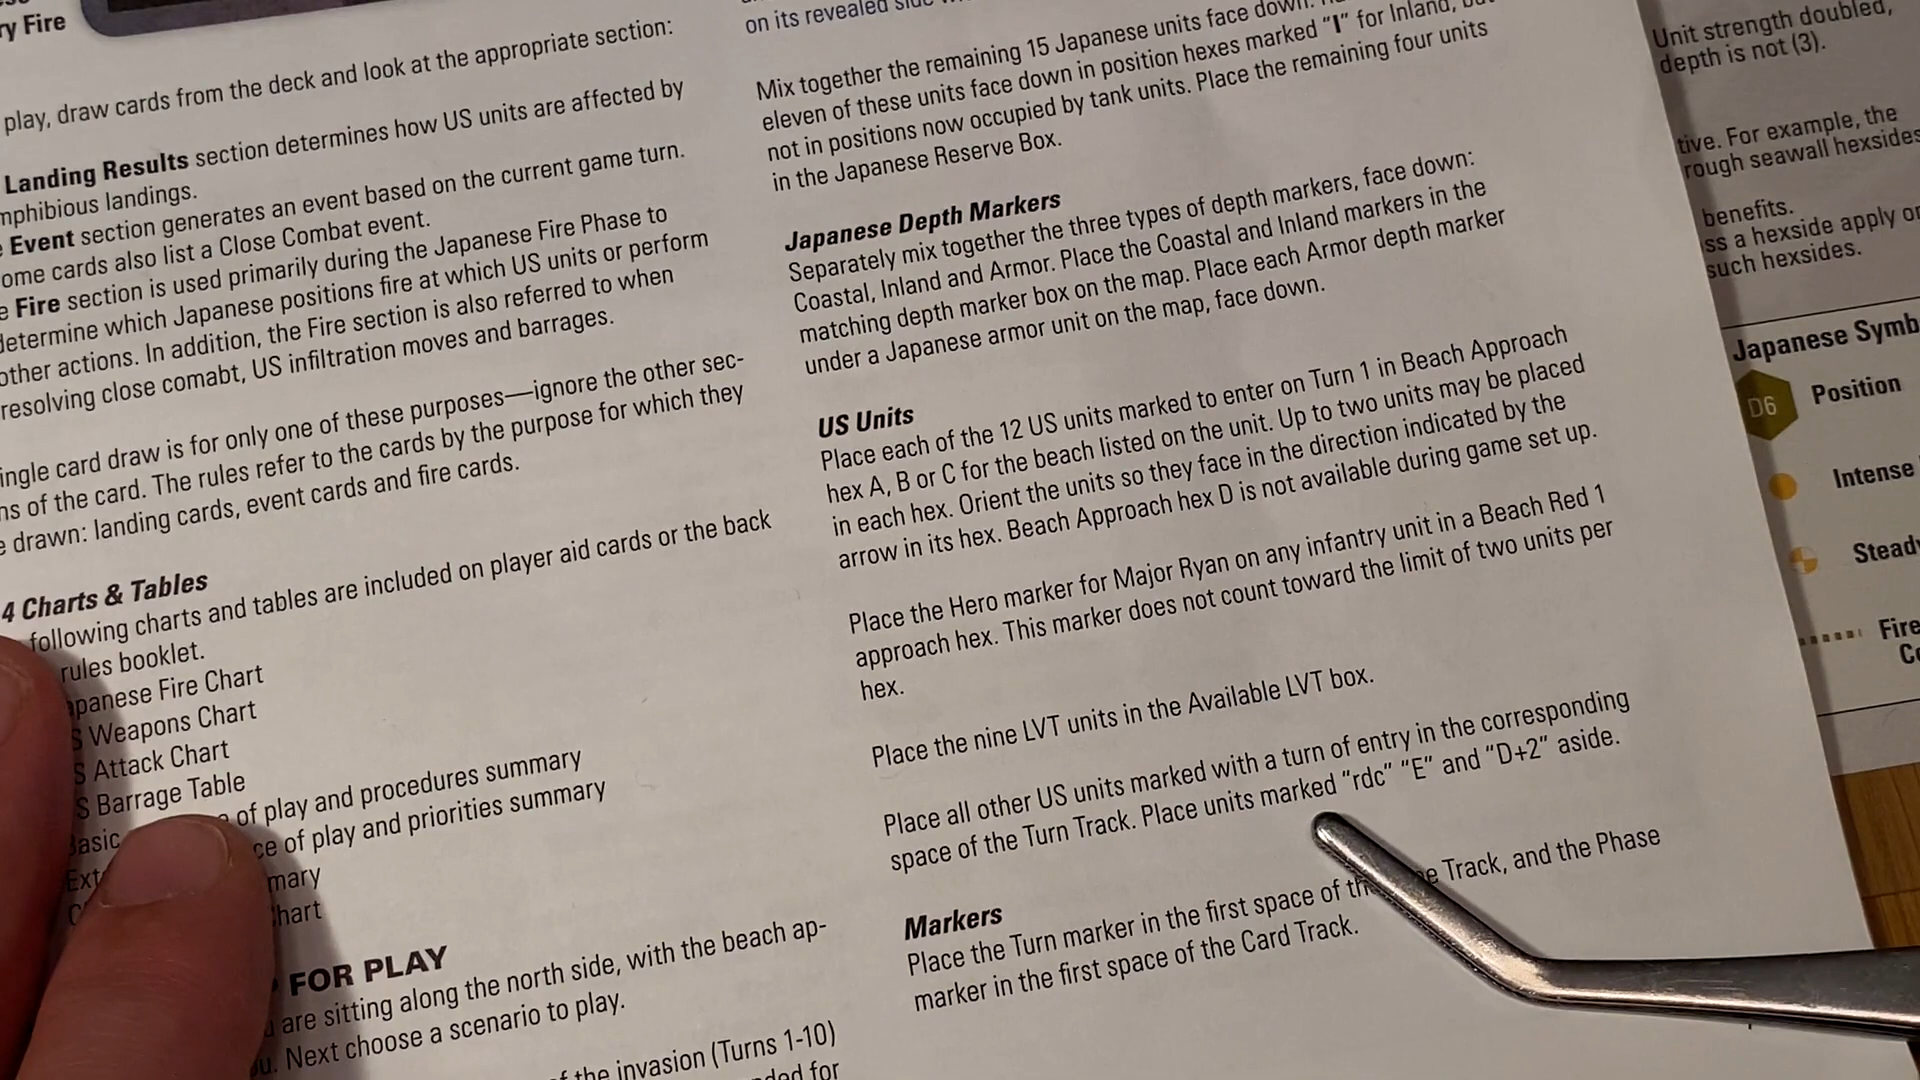 ry Fire
play, draw cards from the deck and look at the appropriate section:
Landing Results section determines how US units are affected by
mphibious landings.
Event section generates an event based on the current game turn.
ome cards also list a Close Combat event.
e Fire section is used primarily during the Japanese Fire Phase to
determine which Japanese positions fire at which US units or perform
other actions. In addition, the Fire section is also referred to when
resolving close comabt, US infiltration moves and barrages.
ingle card draw is for only one of these purposes—ignore the other sec-
ns of the card. The rules refer to the cards by the purpose for which they
e drawn: landing cards, event cards and fire cards.
4 Charts & Tables
following charts and tables are included on player aid cards or the back
rules booklet.
apanese Fire Chart
S Weapons Chart
S Attack Chart
S Barrage Table
Basic of play and procedures summary
Ext ce of play and priorities summary
mary
hart
FOR PLAY
are sitting along the north side, with the beach ap-
u. Next choose a scenario to play.
f the invasion (Turns 1-10)
ded for
on its revealed side
Mix together the remaining 15 Japanese units face down.
eleven of these units face down in position hexes marked "I" for Inland, but
not in positions now occupied by tank units. Place the remaining four units
in the Japanese Reserve Box.
Japanese Depth Markers
Separately mix together the three types of depth markers, face down:
Coastal, Inland and Armor. Place the Coastal and Inland markers in the
matching depth marker box on the map. Place each Armor depth marker
under a Japanese armor unit on the map, face down.
US Units
Place each of the 12 US units marked to enter on Turn 1 in Beach Approach
hex A, B or C for the beach listed on the unit. Up to two units may be placed
in each hex. Orient the units so they face in the direction indicated by the
arrow in its hex. Beach Approach hex D is not available during game set up.
Place the Hero marker for Major Ryan on any infantry unit in a Beach Red 1
approach hex. This marker does not count toward the limit of two units per
hex.
Place the nine LVT units in the Available LVT box.
Place all other US units marked with a turn of entry in the corresponding
space of the Turn Track. Place units marked "rdc" "E" and "D+2" aside.
Markers
Place the Turn marker in the first space of th e Track, and the Phase
marker in the first space of the Card Track.
Unit strength doubled,
depth is not (3).
tive. For example, the
rough seawall hexsides
benefits.
ss a hexside apply or
such hexsides.
Japanese Symb
D6
Position
Intense
Steady
Fire
Co